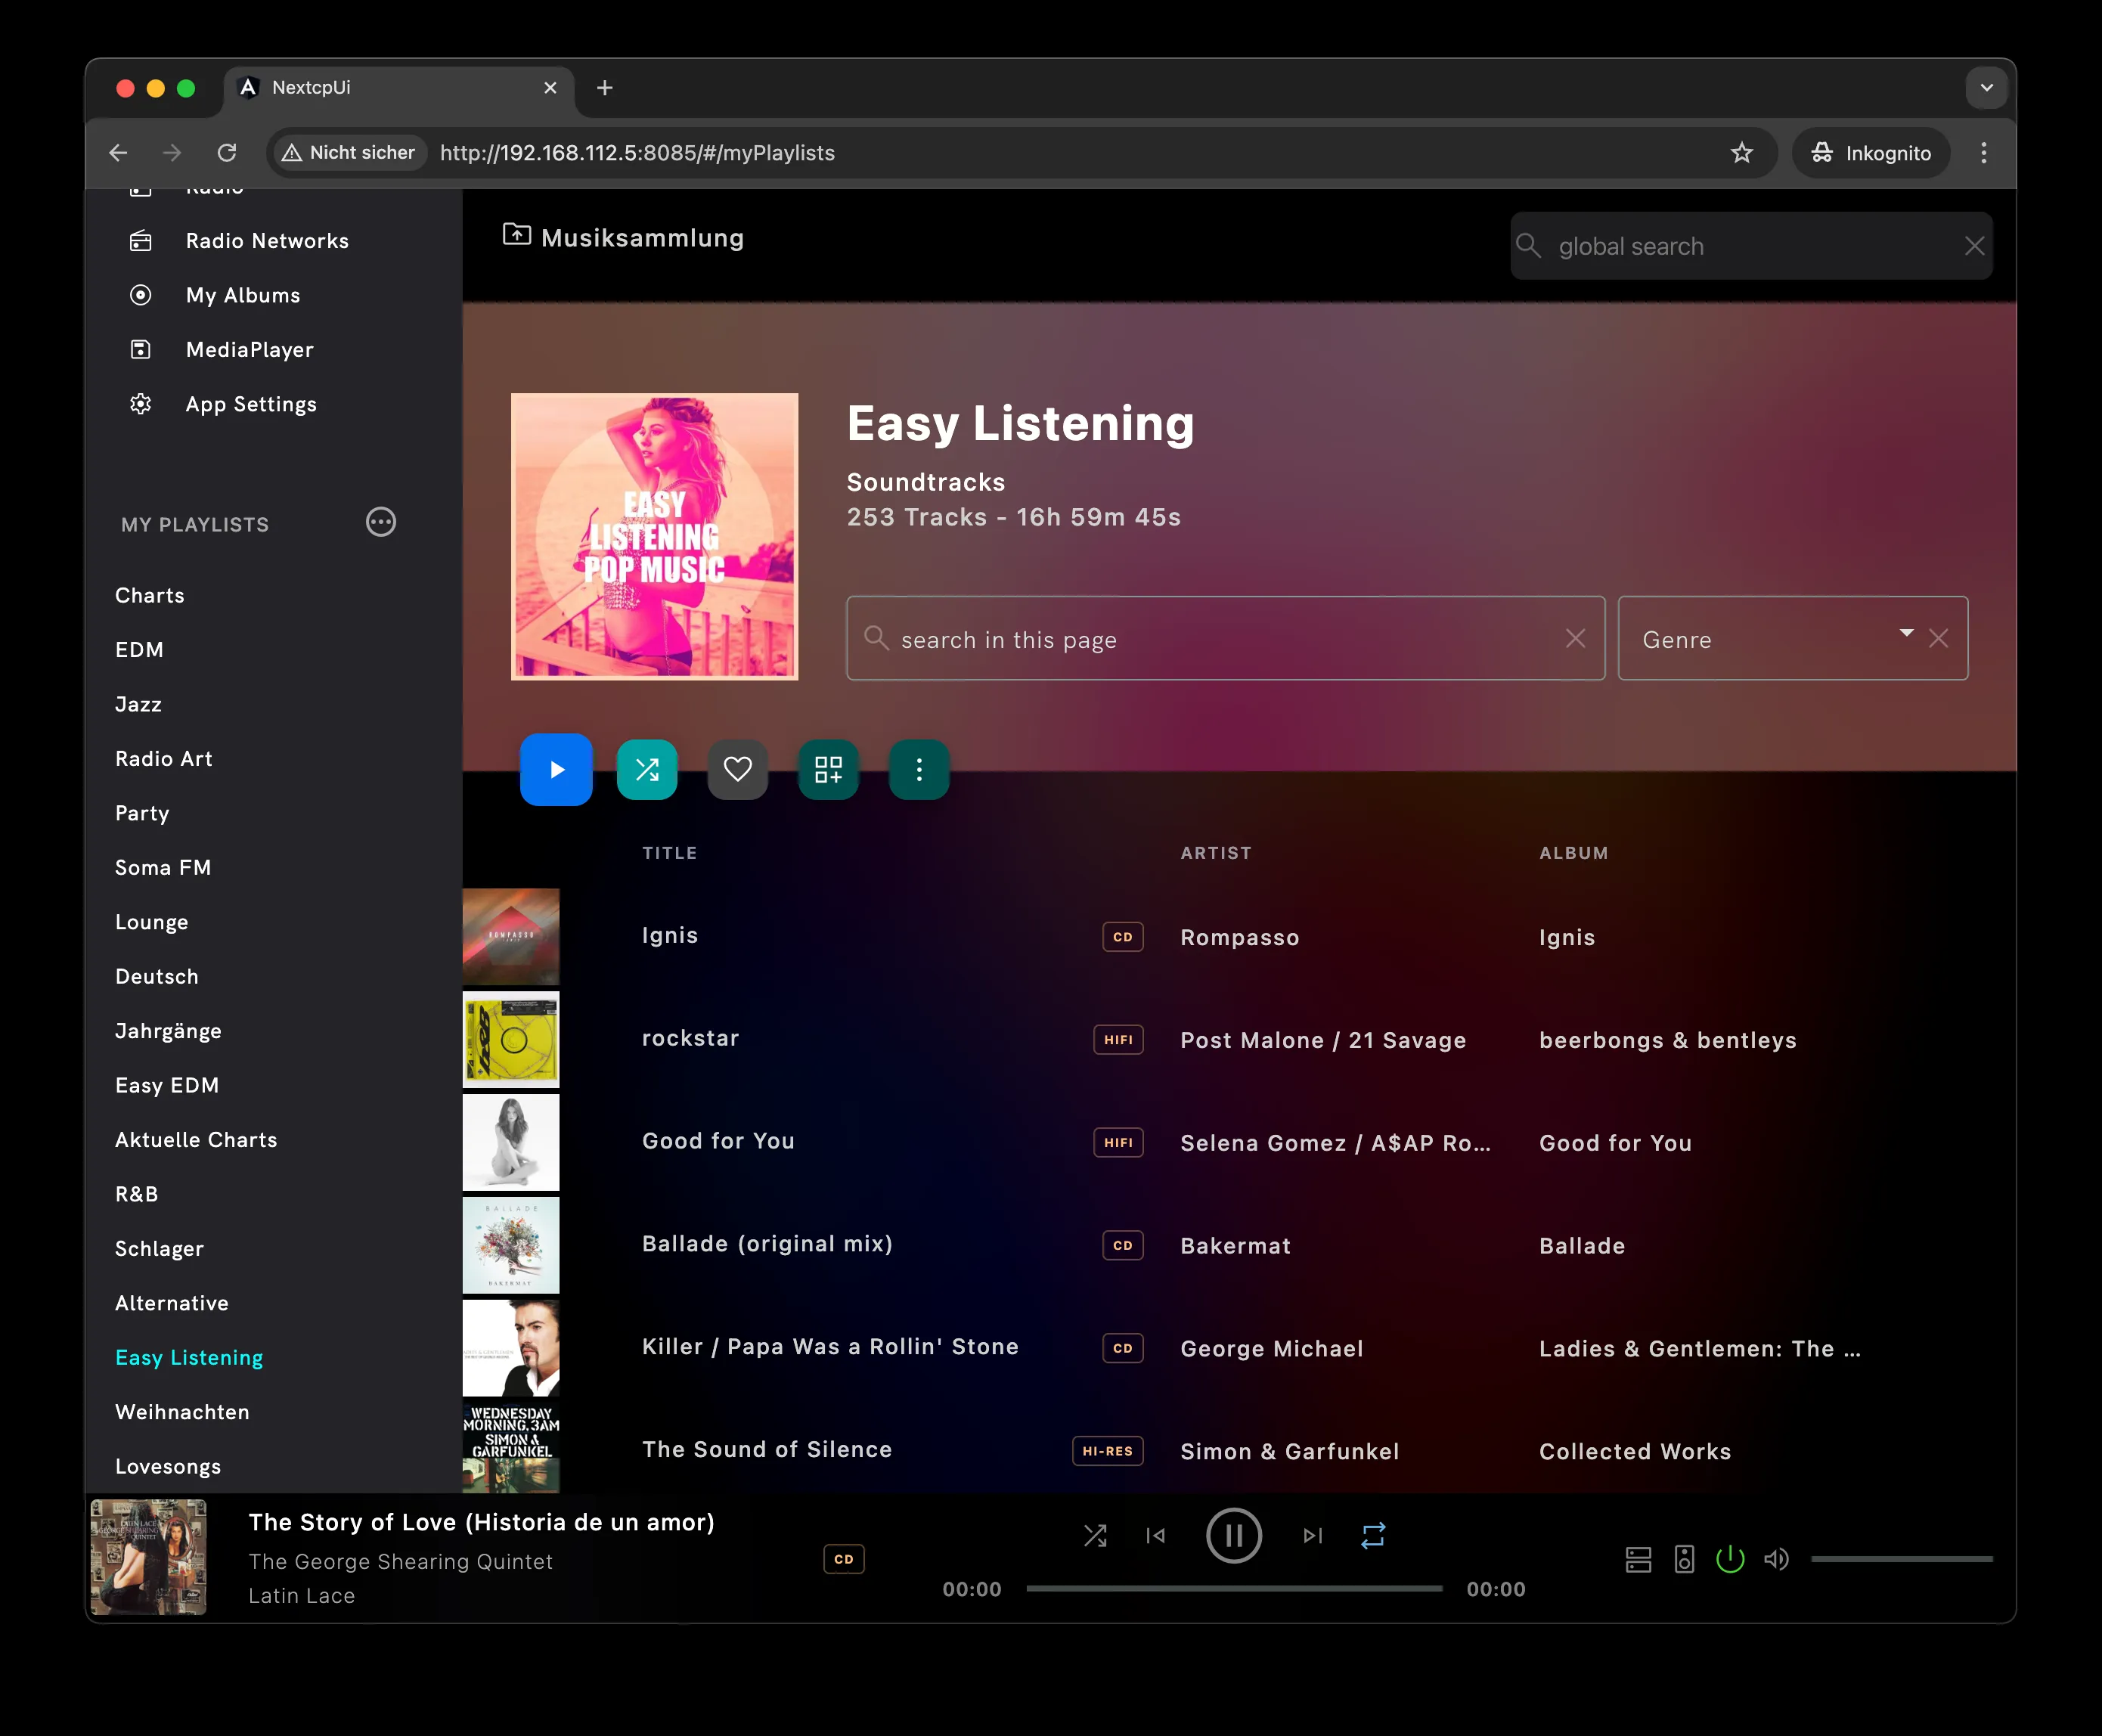 NextcpUi
Nicht sicher
http://192.168.112.5:8085/#/myPlaylists
Inkognito
Radio
Radio Networks
My Albums
MediaPlayer
App Settings
MY PLAYLISTS
Charts
EDM
Jazz
Radio Art
Party
Soma FM
Lounge
Deutsch
Jahrgänge
Easy EDM
Aktuelle Charts
R&B
Schlager
Alternative
Easy Listening
Weihnachten
Lovesongs
Musiksammlung
global search
EASY
LISTENING
POP MUSIC
Easy Listening
Soundtracks
253 Tracks - 16h 59m 45s
search in this page
Genre
TITLE ARTIST ALBUM
ROMPASSO
Ignis CD Rompasso Ignis
rockstar HIFI Post Malone / 21 Savage beerbongs & bentleys
Good for You HIFI Selena Gomez / A$AP Ro... Good for You
BALLADE
BAKERMAT
Ballade (original mix) CD Bakermat Ballade
Killer / Papa Was a Rollin' Stone CD George Michael Ladies & Gentlemen: The ...
WEDNESDAY
MORNING, 3AM
SIMON &
GARFUNKEL
The Sound of Silence HI-RES Simon & Garfunkel Collected Works
The Story of Love (Historia de un amor)
The George Shearing Quintet
Latin Lace
CD
00:00 00:00